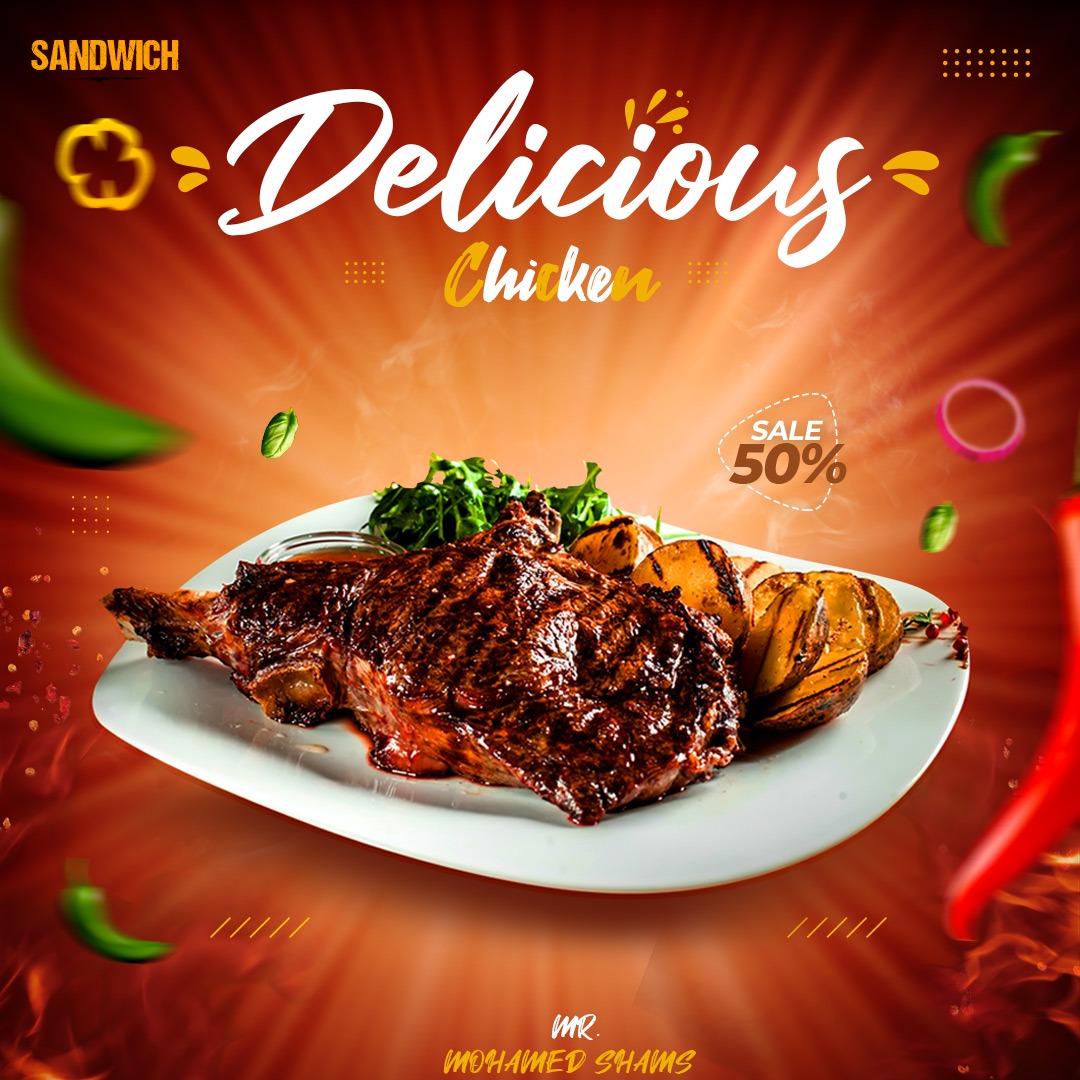 SANDWICH
Delicious
Chicken
SALE
50%
MR.
MOHAMED SHAMS